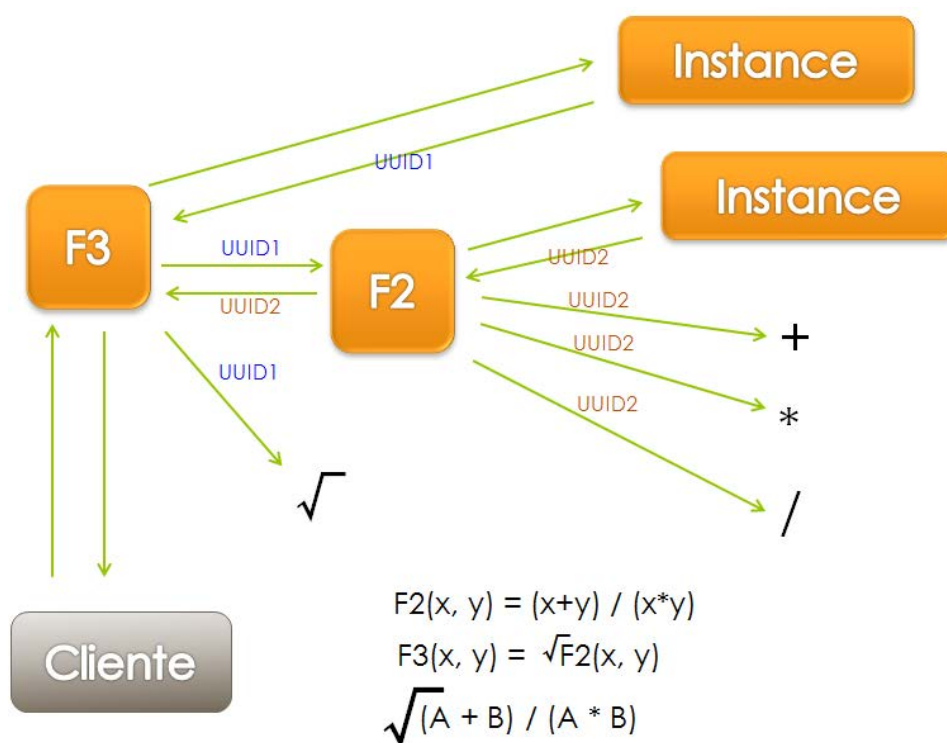 Instance
UUID1
Instance
F3
UUID1
F2
UUID2
UUID2
UUID2
UUID2
+
UUID1
UUID2
*
√
/
F2(x, y) = (x+y) / (x*y)
Cliente
F3(x, y) = √F2(x, y)
√(A + B) / (A * B)